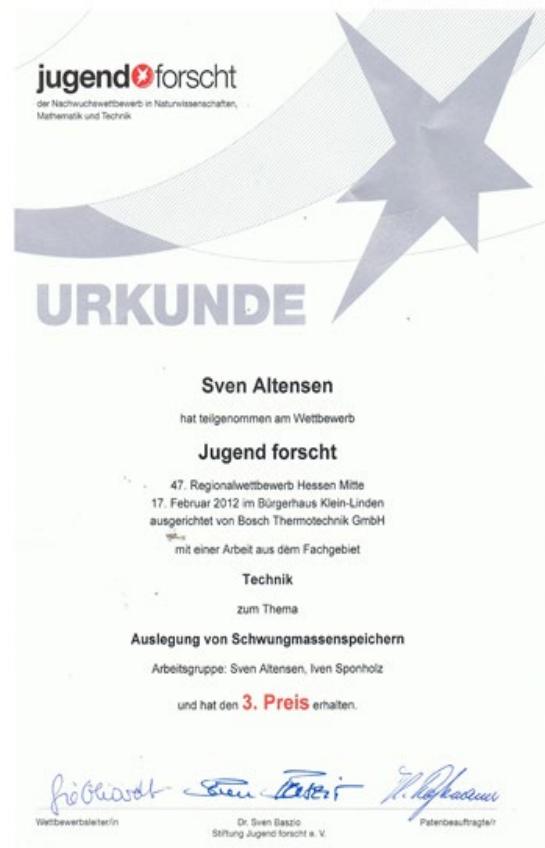 jugend forscht
der Nachwuchswettbewerb in Naturwissenschaften,
Mathematik und Technik
URKUNDE
Sven Altensen
hat teilgenommen am Wettbewerb
Jugend forscht
47. Regionalwettbewerb Hessen Mitte
17. Februar 2012 im Bürgerhaus Klein-Linden
ausgerichtet von Bosch Thermotechnik GmbH
mit einer Arbeit aus dem Fachgebiet
Technik
zum Thema
Auslegung von Schwungmassenspeichern
Arbeitsgruppe: Sven Altensen, Iven Sponholz
und hat den 3. Preis erhalten.
Sven Baszio
Wettbewerbsleiter/in
Dr. Sven Baszio
Stiftung Jugend forscht e. V.
Patenbeauftragte/r